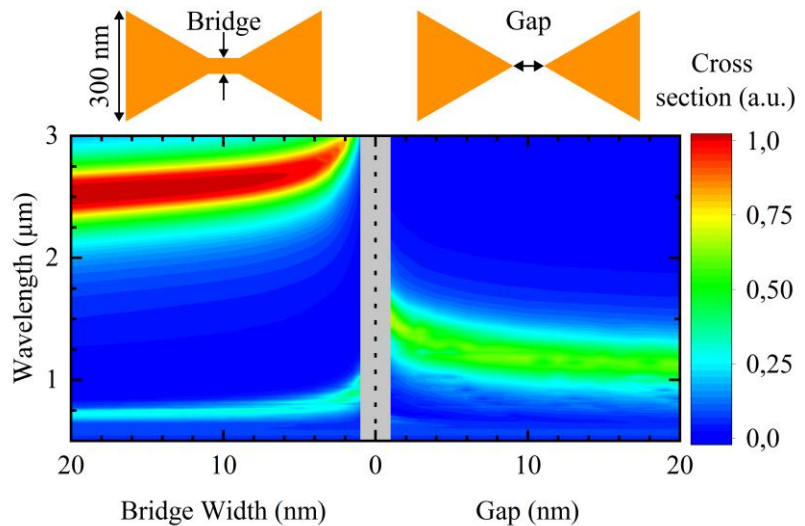 Bridge
Gap
300 nm
Cross
section (a.u.)
3
2
1
Wavelength (µm)
1,0
0,75
0,50
0,25
0,0
20
10
0
10
20
Bridge Width (nm)
Gap (nm)